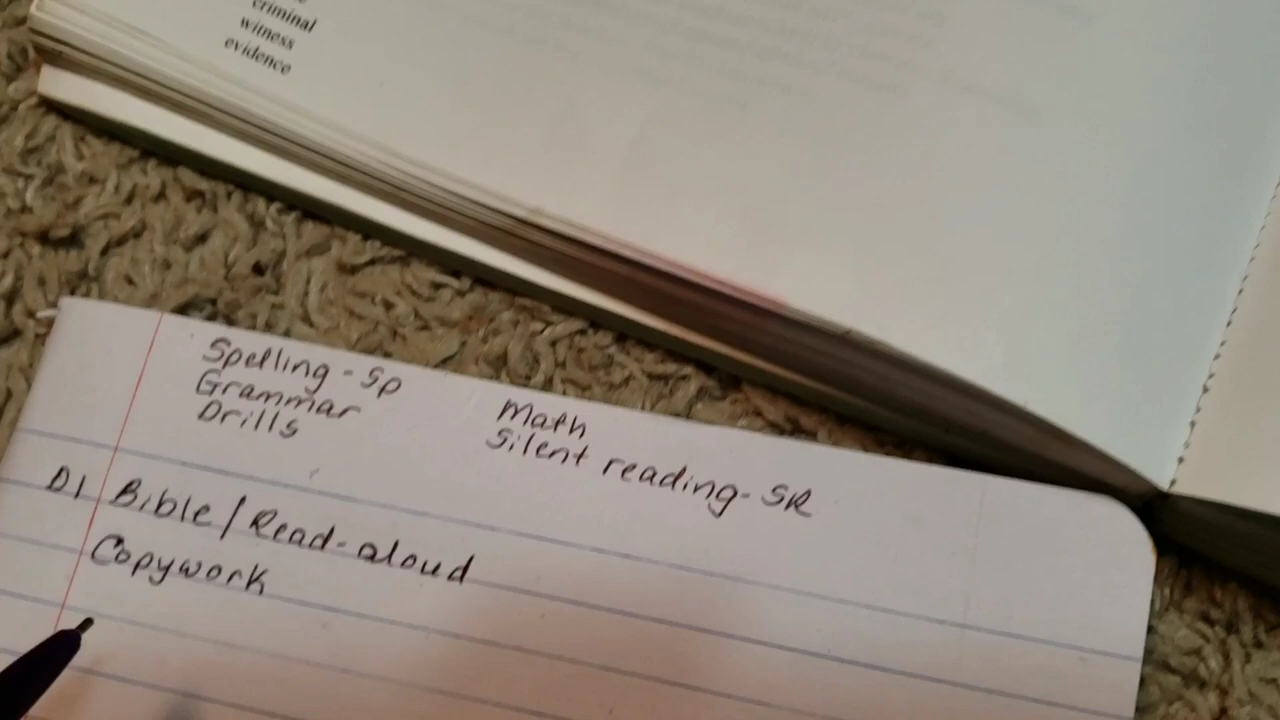 criminal
witness
evidence
Spelling - Sp
Grammar
Drills
Math
Silent reading - SR
D1 Bible / Read-aloud
Copywork